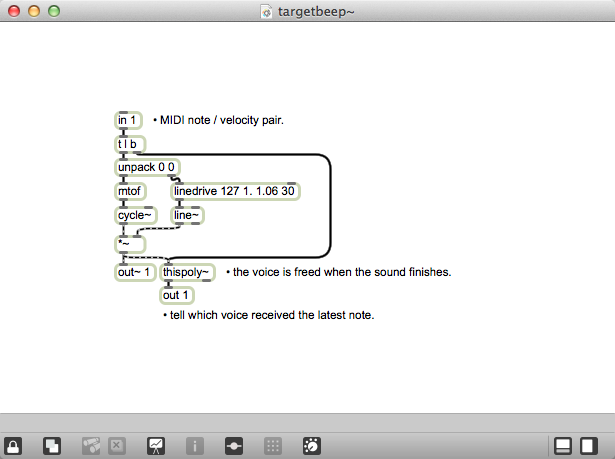 targetbeep~
in 1
• MIDI note / velocity pair.
t l b
unpack 0 0
mtof
linedrive 127 1. 1.06 30
cycle~
line~
*~
out~ 1
thispoly~
• the voice is freed when the sound finishes.
out 1
• tell which voice received the latest note.